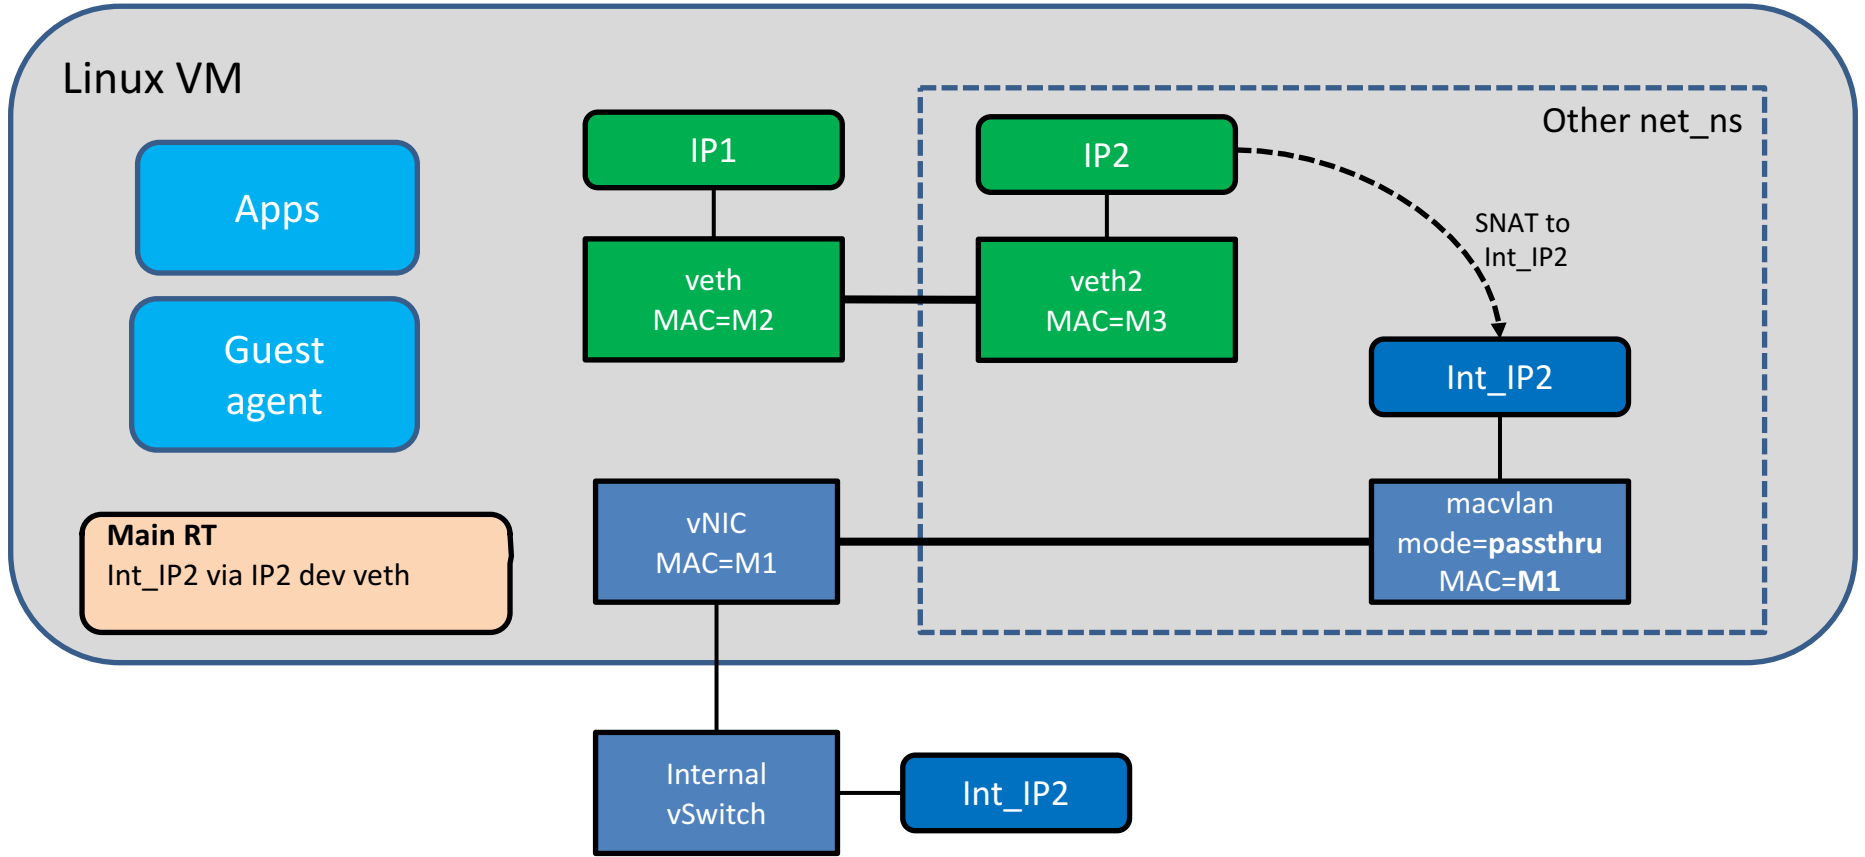 Linux VM
Other net_ns
Apps
Guest
agent
Main RT
Int_IP2 via IP2 dev veth
IP1
veth
MAC=M2
IP2
veth2
MAC=M3
SNAT to
Int_IP2
Int_IP2
vNIC
MAC=M1
macvlan
mode=passthru
MAC=M1
Internal
vSwitch
Int_IP2